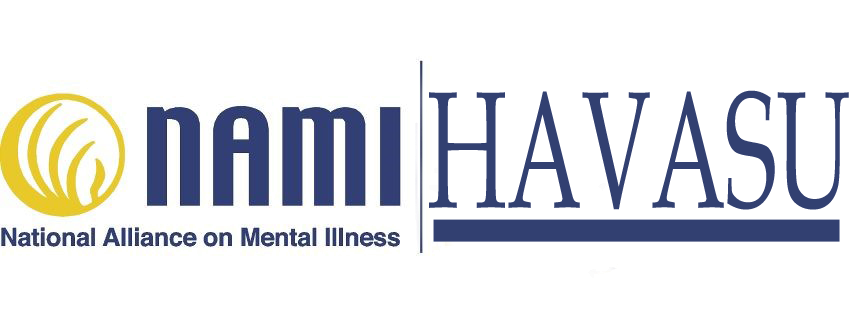 NAMI
National Alliance on Mental Illness
HAVASU